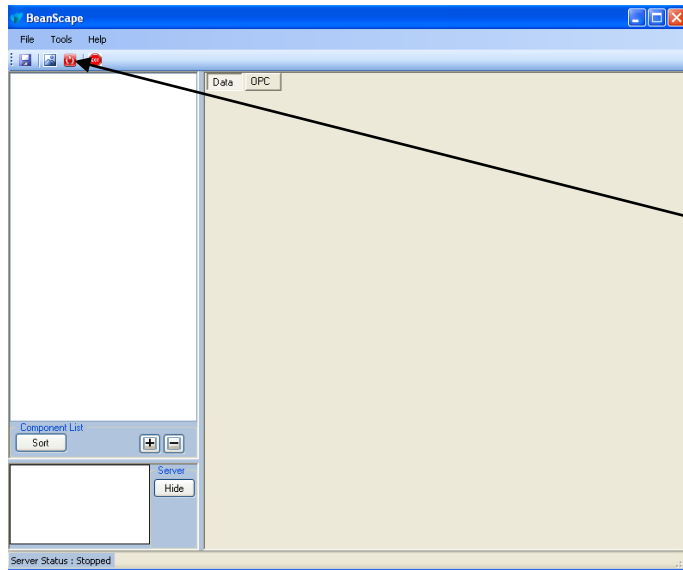 BeanScape
File Tools Help
Data OPC
Component List
Sort
Server
Hide
Server Status : Stopped